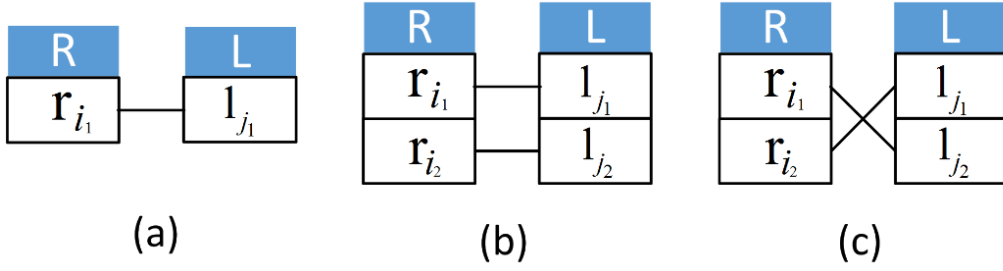 R L R L R L
r_{i_1} l_{j_1} r_{i_1} l_{j_1} r_{i_1} l_{j_1}
r_{i_2} l_{j_2} r_{i_2} l_{j_2}
(a) (b) (c)